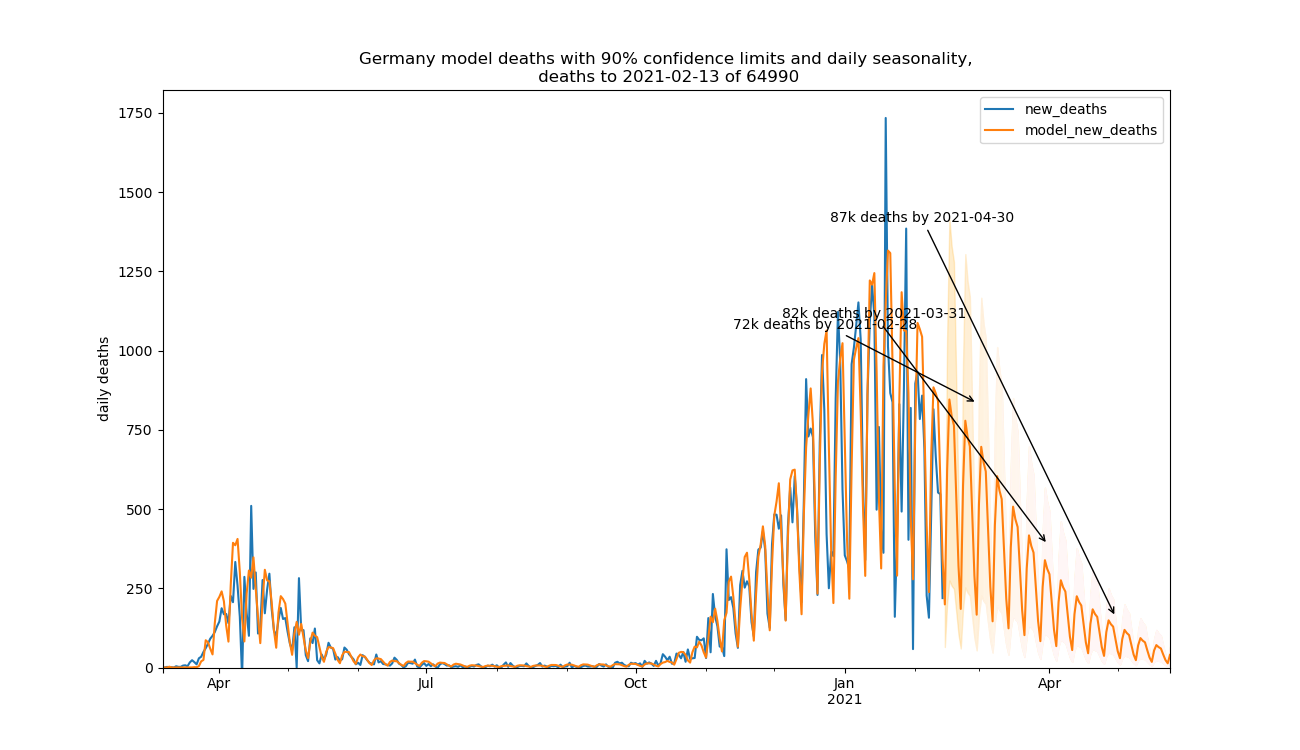 Germany model deaths with 90% confidence limits and daily seasonality,
deaths to 2021-02-13 of 64990
new_deaths
model_new_deaths
1750
1500
1250
1000
750
500
250
0
daily deaths
87k deaths by 2021-04-30
82k deaths by 2021-03-31
72k deaths by 2021-02-28
Apr
Jul
Oct
Jan
2021
Apr